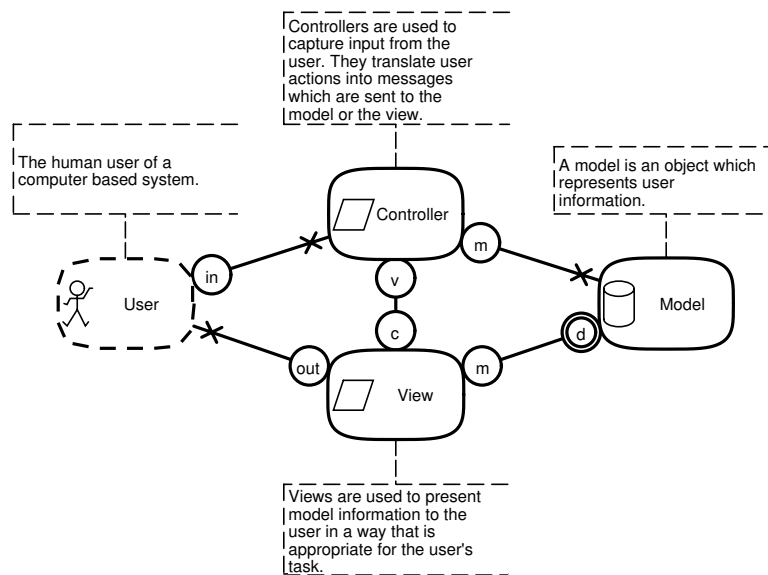 Controllers are used to
capture input from the
user. They translate user
actions into messages
which are sent to the
model or the view.
The human user of a
computer based system.
A model is an object which
represents user
information.
Controller
m
in
v
User
Model
c
d
out
View
m
Views are used to present
model information to the
user in a way that is
appropriate for the user's
task.